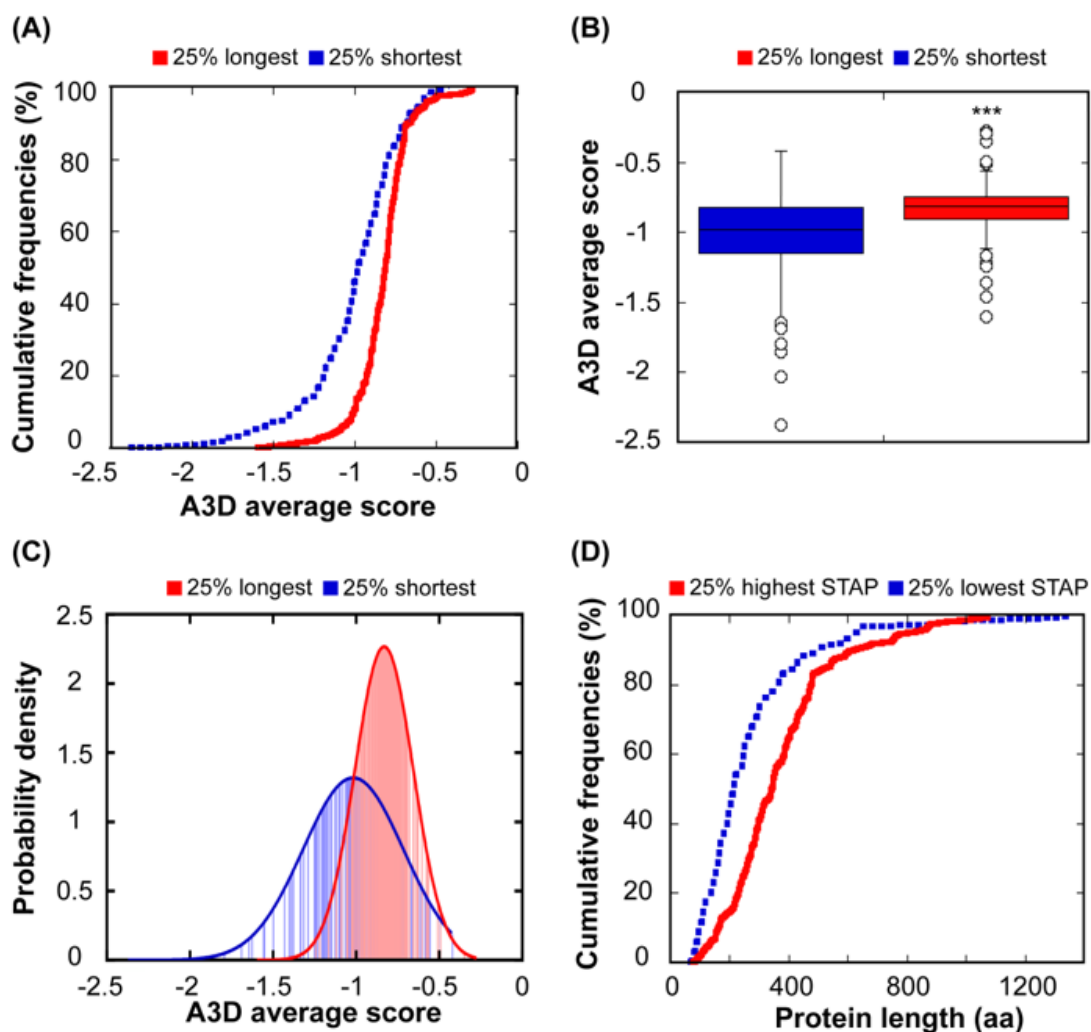 (A)
25% longest 25% shortest
Cumulative frequencies (%)
100
80
60
40
20
0
-2.5 -2 -1.5 -1 -0.5 0
A3D average score
(B)
25% longest 25% shortest
A3D average score
0
-0.5
-1
-1.5
-2
-2.5
***
(C)
25% longest 25% shortest
Probability density
2.5
2
1.5
1
0.5
0
-2.5 -2 -1.5 -1 -0.5 0
A3D average score
(D)
25% highest STAP 25% lowest STAP
Cumulative frequencies (%)
100
80
60
40
20
0
0 400 800 1200
Protein length (aa)